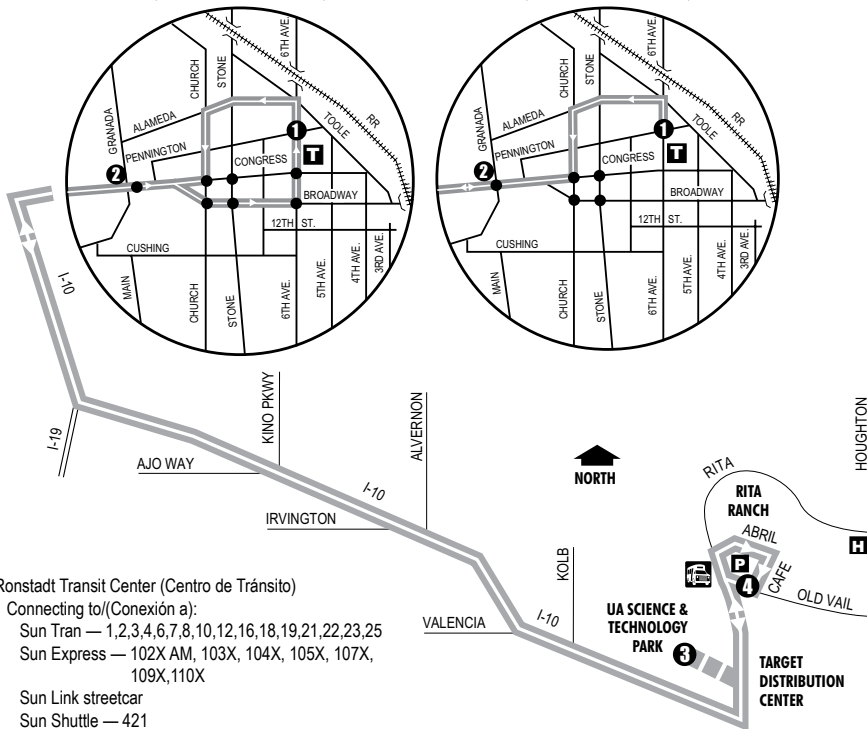 6TH AVE.
CHURCH
STONE
GRANADA
ALAMEDA
PENNINGTON
TOOLE
RR
1
T
2
CONGRESS
BROADWAY
12TH ST.
CUSHING
MAIN
CHURCH
STONE
6TH AVE.
5TH AVE.
4TH AVE.
3RD AVE.
6TH AVE.
CHURCH
STONE
GRANADA
ALAMEDA
PENNINGTON
TOOLE
RR
1
T
2
CONGRESS
BROADWAY
12TH ST.
CUSHING
MAIN
CHURCH
STONE
6TH AVE.
5TH AVE.
4TH AVE.
3RD AVE.
I-10
I-19
KINO PKWY
AJO WAY
I-10
ALVERNON
IRVINGTON
NORTH
KOLB
VALENCIA
I-10
HOUGHTON
RITA
RITA
RANCH
ABRIL
H
P
4
CAFE
OLD VAIL
UA SCIENCE &
TECHNOLOGY
PARK
3
TARGET
DISTRIBUTION
CENTER
Ronstadt Transit Center (Centro de Tránsito)
Connecting to/(Conexión a):
Sun Tran — 1,2,3,4,6,7,8,10,12,16,18,19,21,22,23,25
Sun Express — 102X AM, 103X, 104X, 105X, 107X,
109X,110X
Sun Link streetcar
Sun Shuttle — 421